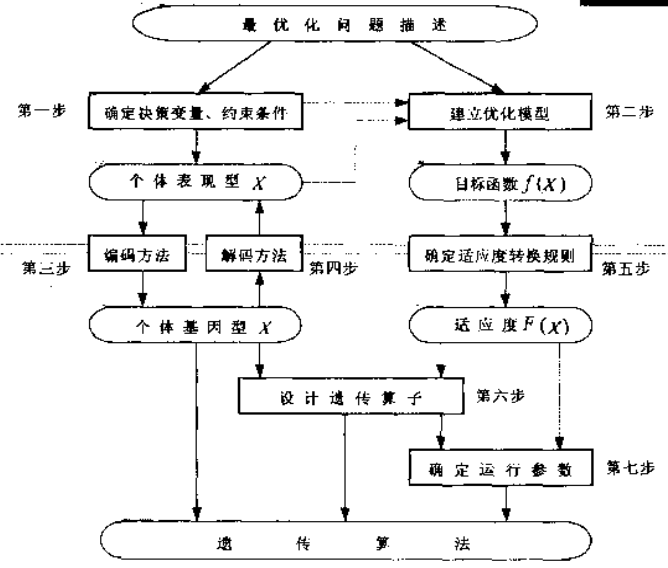 最优化问题描述
第一步 确定决策变量、约束条件 建立优化模型 第二步
个体表现型 X 目标函数 f(X)
编码方法 解码方法 确定适应度转换规则
第三步 第四步 第五步
个体基因型 X 适应度 F(X)
设计遗传算子 第六步
确定运行参数 第七步
遗传算法